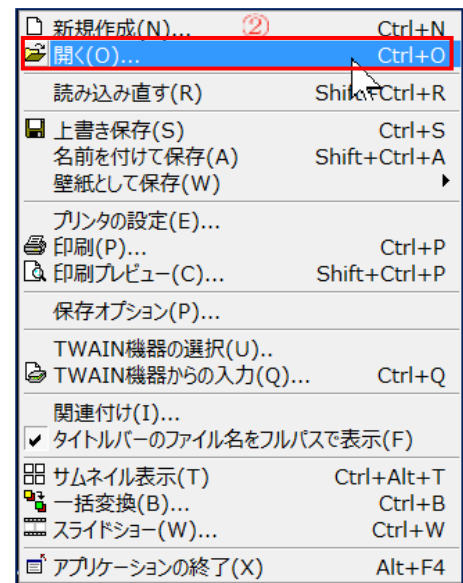 新規作成(N)... ② Ctrl+N
開く(O)... Ctrl+O
読み込み直す(R) Shift+Ctrl+R
上書き保存(S) Ctrl+S
名前を付けて保存(A) Shift+Ctrl+A
壁紙として保存(W)
プリンタの設定(E)...
印刷(P)... Ctrl+P
印刷プレビュー(C)... Shift+Ctrl+P
保存オプション(P)...
TWAIN機器の選択(U)..
TWAIN機器からの入力(Q)... Ctrl+Q
関連付け(I)...
タイトルバーのファイル名をフルパスで表示(F)
サムネイル表示(T) Ctrl+Alt+T
一括変換(B)... Ctrl+B
スライドショー(W)... Ctrl+W
アプリケーションの終了(X) Alt+F4